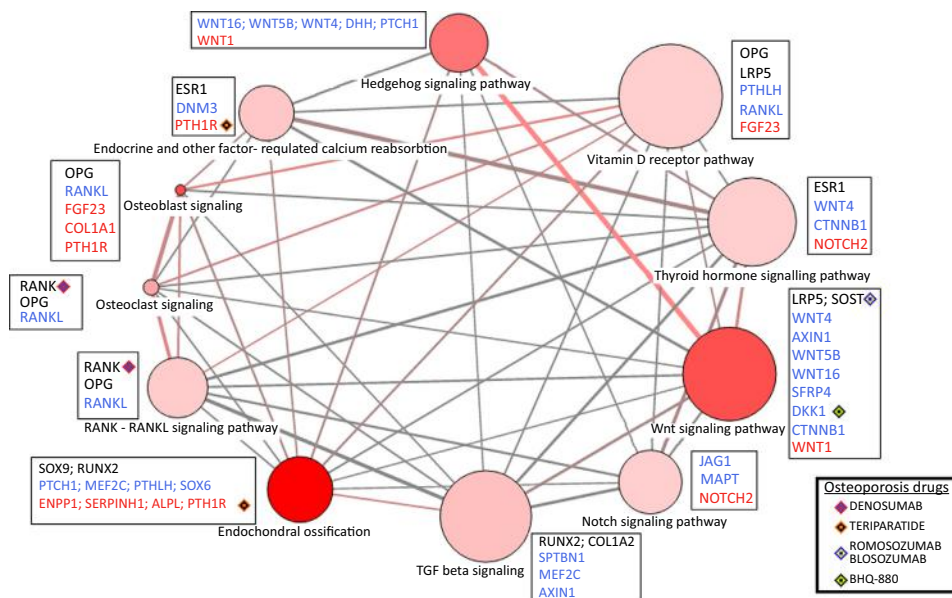 WNT16; WNT5B; WNT4; DHH; PTCH1
WNT1
Hedgehog signaling pathway
OPG
LRP5
PTHLH
RANKL
FGF23
Vitamin D receptor pathway
ESR1
DNM3
PTH1R
Endocrine and other factor- requlated calcium reabsorbtion
OPG
RANKL
FGF23
COL1A1
PTH1R
Osteoblast signaling
ESR1
WNT4
CTNNB1
NOTCH2
Thyroid hormone signalling pathway
RANK
OPG
RANKL
Osteoclast signaling
LRP5; SOST
WNT4
AXIN1
WNT5B
WNT16
SFRP4
DKK1
CTNNB1
WNT1
Wnt signaling pathway
RANK
OPG
RANKL
RANK - RANKL signaling pathway
SOX9; RUNX2
PTCH1; MEF2C; PTHLH; SOX6
ENPP1; SERPINH1; ALPL; PTH1R
Endochondral ossification
JAG1
MAPT
NOTCH2
Notch signaling pathway
TGF beta signaling
RUNX2; COL1A2
SPTBN1
MEF2C
AXIN1
Osteoporosis drugs
DENOSUMAB
TERIPARATIDE
ROMOSOZUMAB
BLOSOZUMAB
BHQ-880